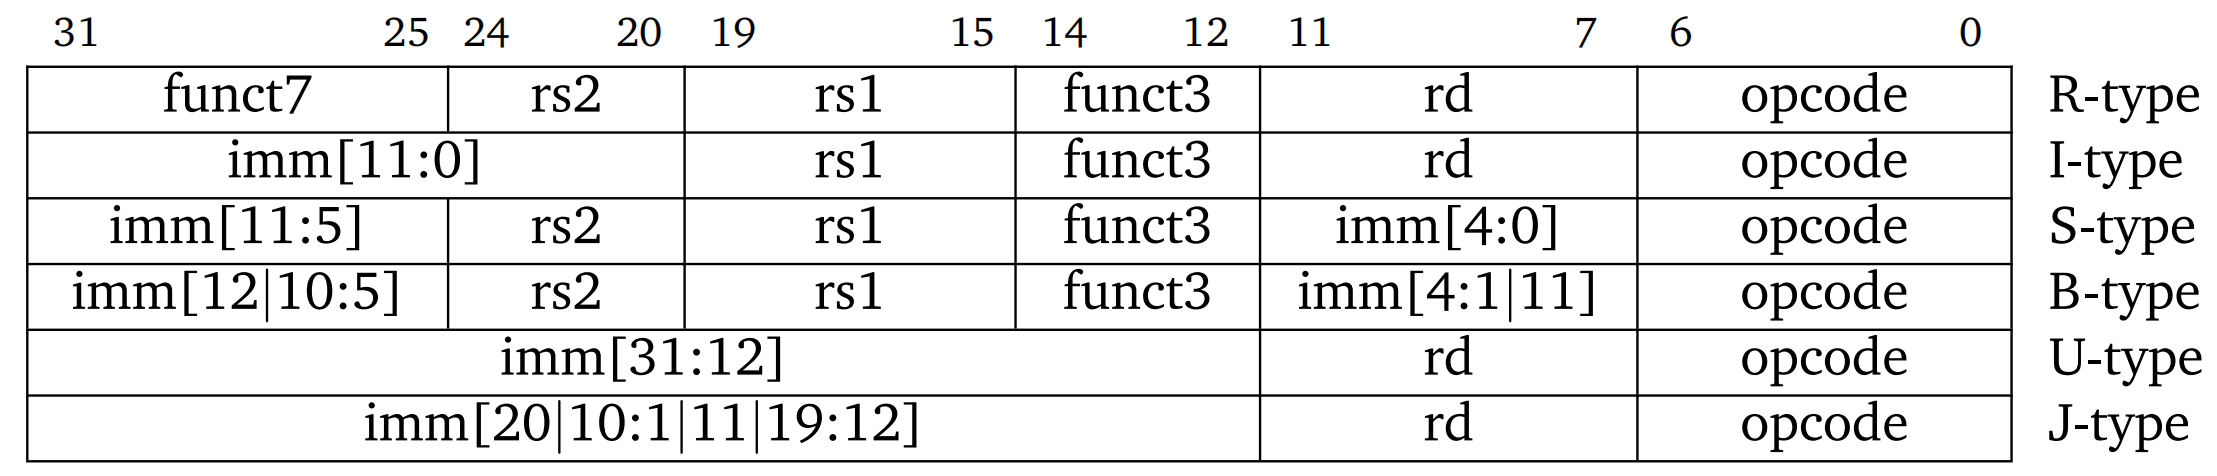 31 25 24 20 19 15 14 12 11 7 6 0
funct7 rs2 rs1 funct3 rd opcode R-type
imm[11:0] rs1 funct3 rd opcode I-type
imm[11:5] rs2 rs1 funct3 imm[4:0] opcode S-type
imm[12|10:5] rs2 rs1 funct3 imm[4:1|11] opcode B-type
imm[31:12] rd opcode U-type
imm[20|10:1|11|19:12] rd opcode J-type